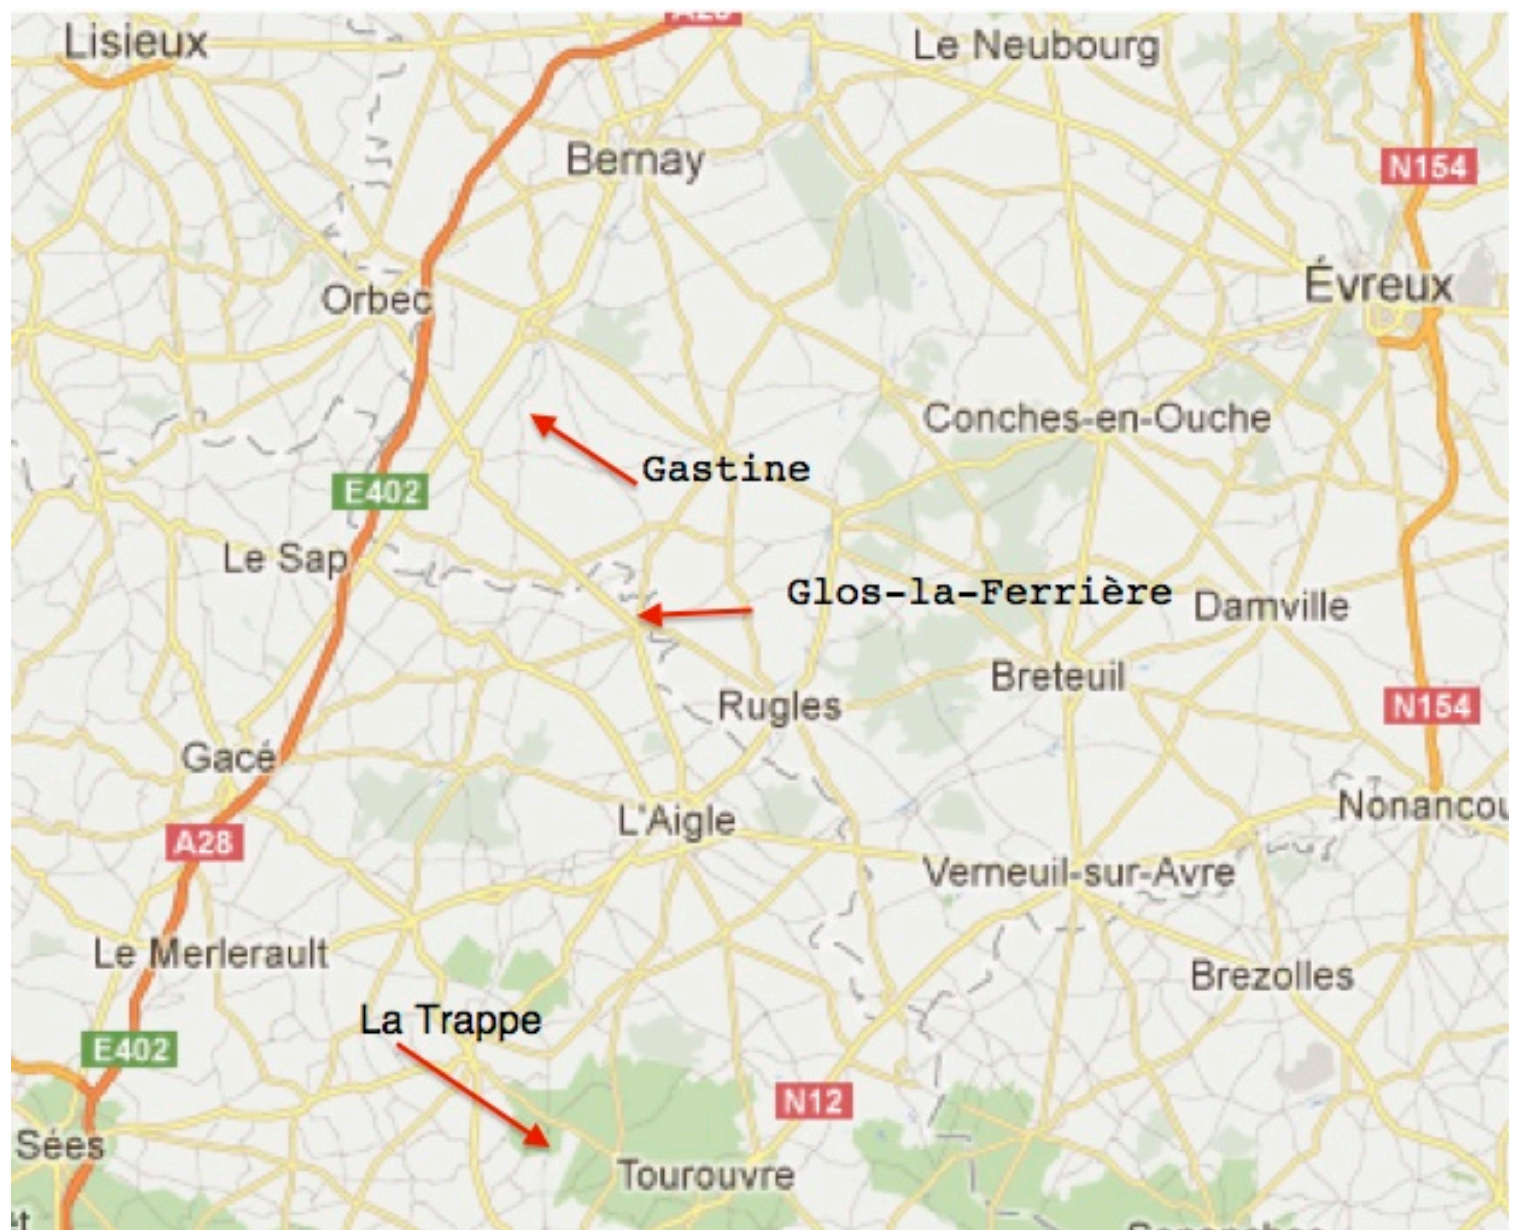 A28
Lisieux
Le Neubourg
Bernay
N154
Orbec
Évreux
Conches-en-Ouche
Gastine
E402
Le Sap
Glos-la-Ferrière
Damville
Breteuil
Rugles
N154
Gacé
Nonancou
L'Aigle
A28
Verneuil-sur-Avre
Le Merlerault
Brezolles
La Trappe
E402
N12
Sées
Tourouvre